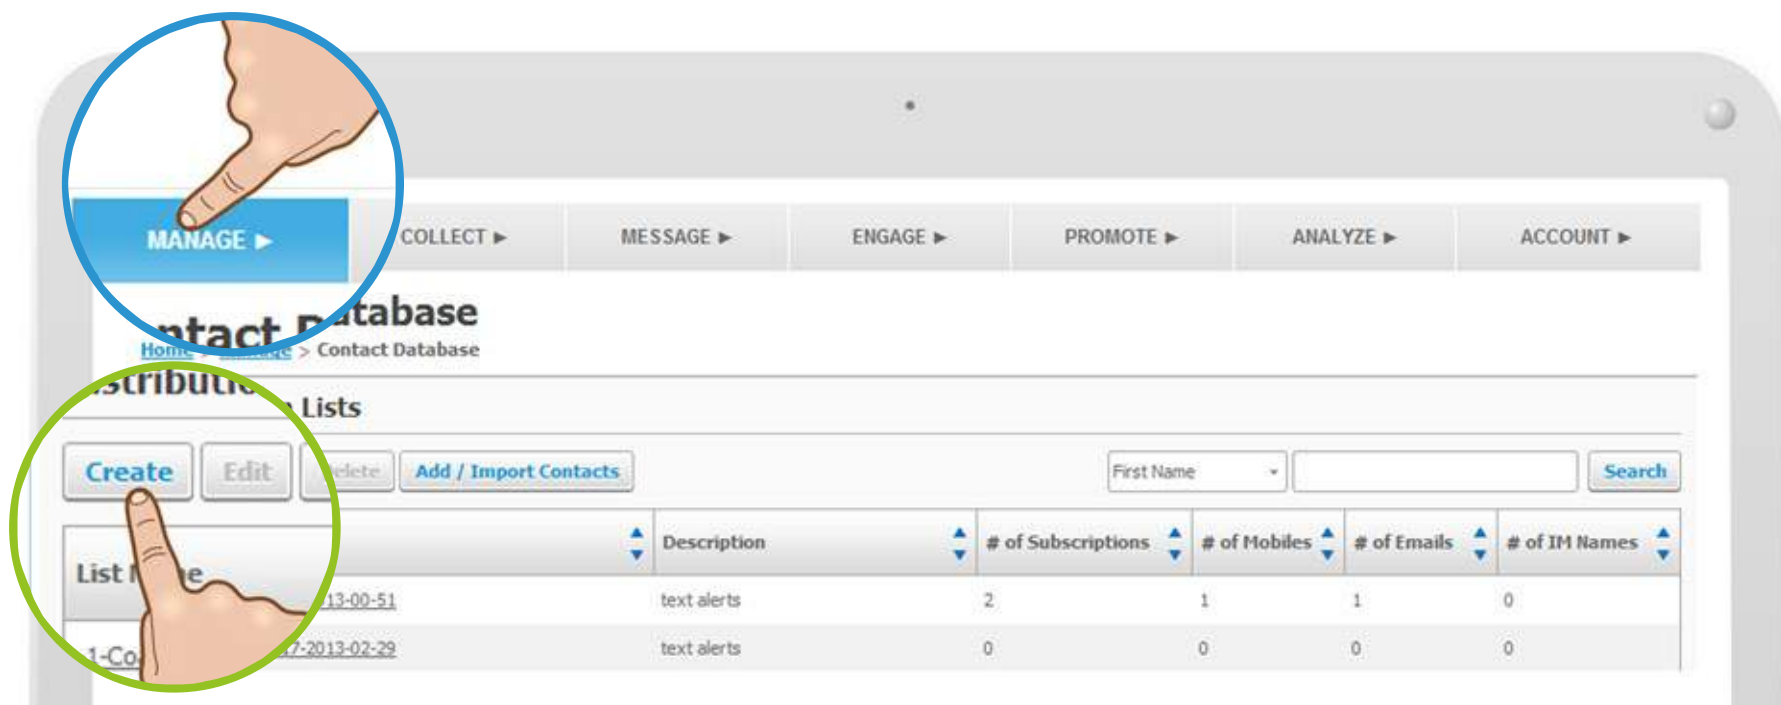 MANAGE ▶ COLLECT ▶ MESSAGE ▶ ENGAGE ▶ PROMOTE ▶ ANALYZE ▶ ACCOUNT ▶
Database
Home > > Contact Database
Lists
Create Edit Add / Import Contacts First Name Search
List Description # of Subscriptions # of Mobiles # of Emails # of IM Names
13-00-51 text alerts 2 1 1 0
7-2013-02-29 text alerts 0 0 0 0